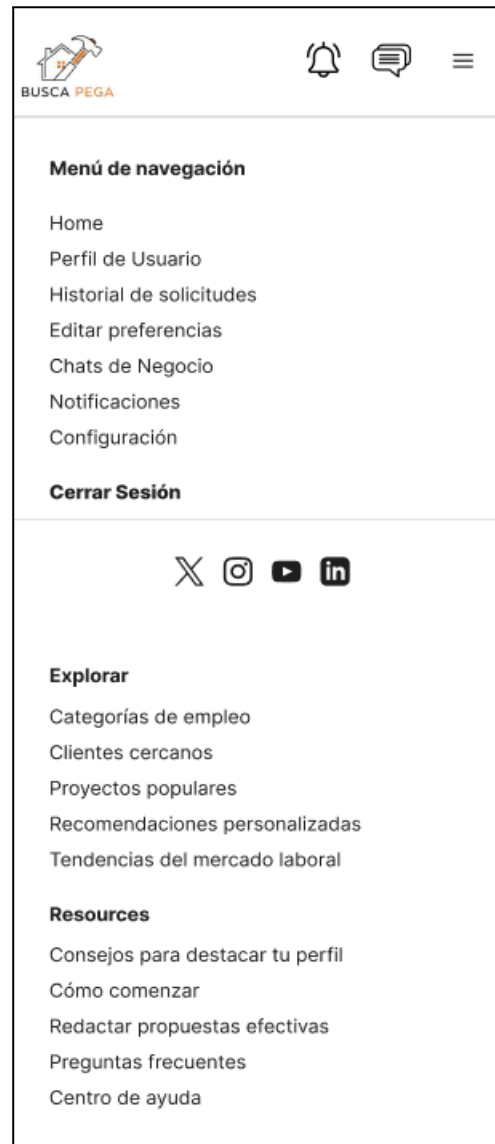 BUSCA PEGA
Menú de navegación
Home
Perfil de Usuario
Historial de solicitudes
Editar preferencias
Chats de Negocio
Notificaciones
Configuración
Cerrar Sesión
Explorar
Categorías de empleo
Clientes cercanos
Proyectos populares
Recomendaciones personalizadas
Tendencias del mercado laboral
Resources
Consejos para destacar tu perfil
Cómo comenzar
Redactar propuestas efectivas
Preguntas frecuentes
Centro de ayuda